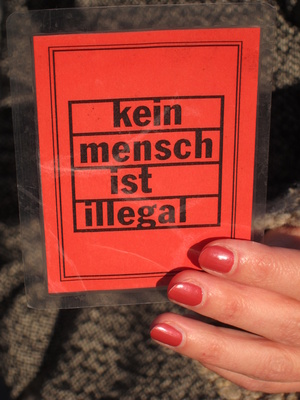 kein
mensch
ist
illegal